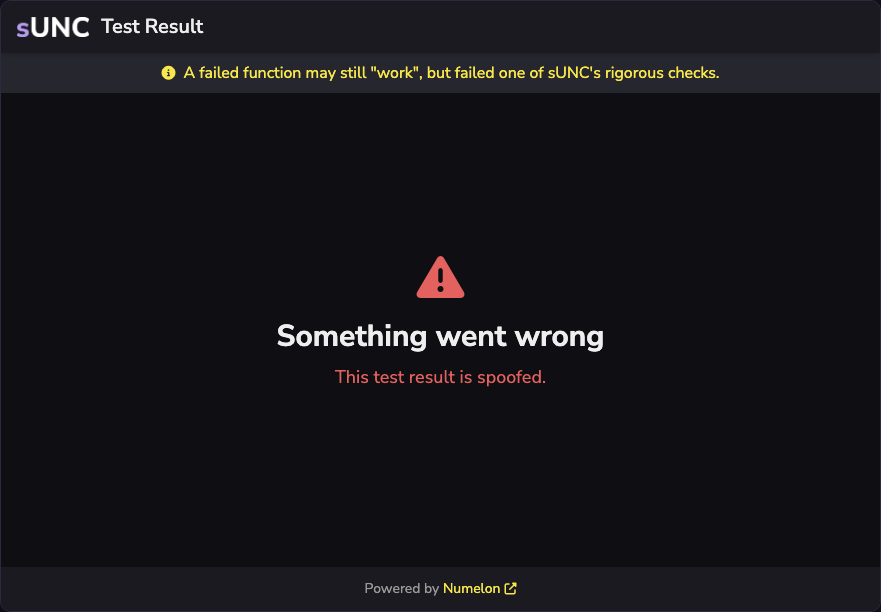 sUNC Test Result
A failed function may still "work", but failed one of sUNC's rigorous checks.
Something went wrong
This test result is spoofed.
Powered by Numelon